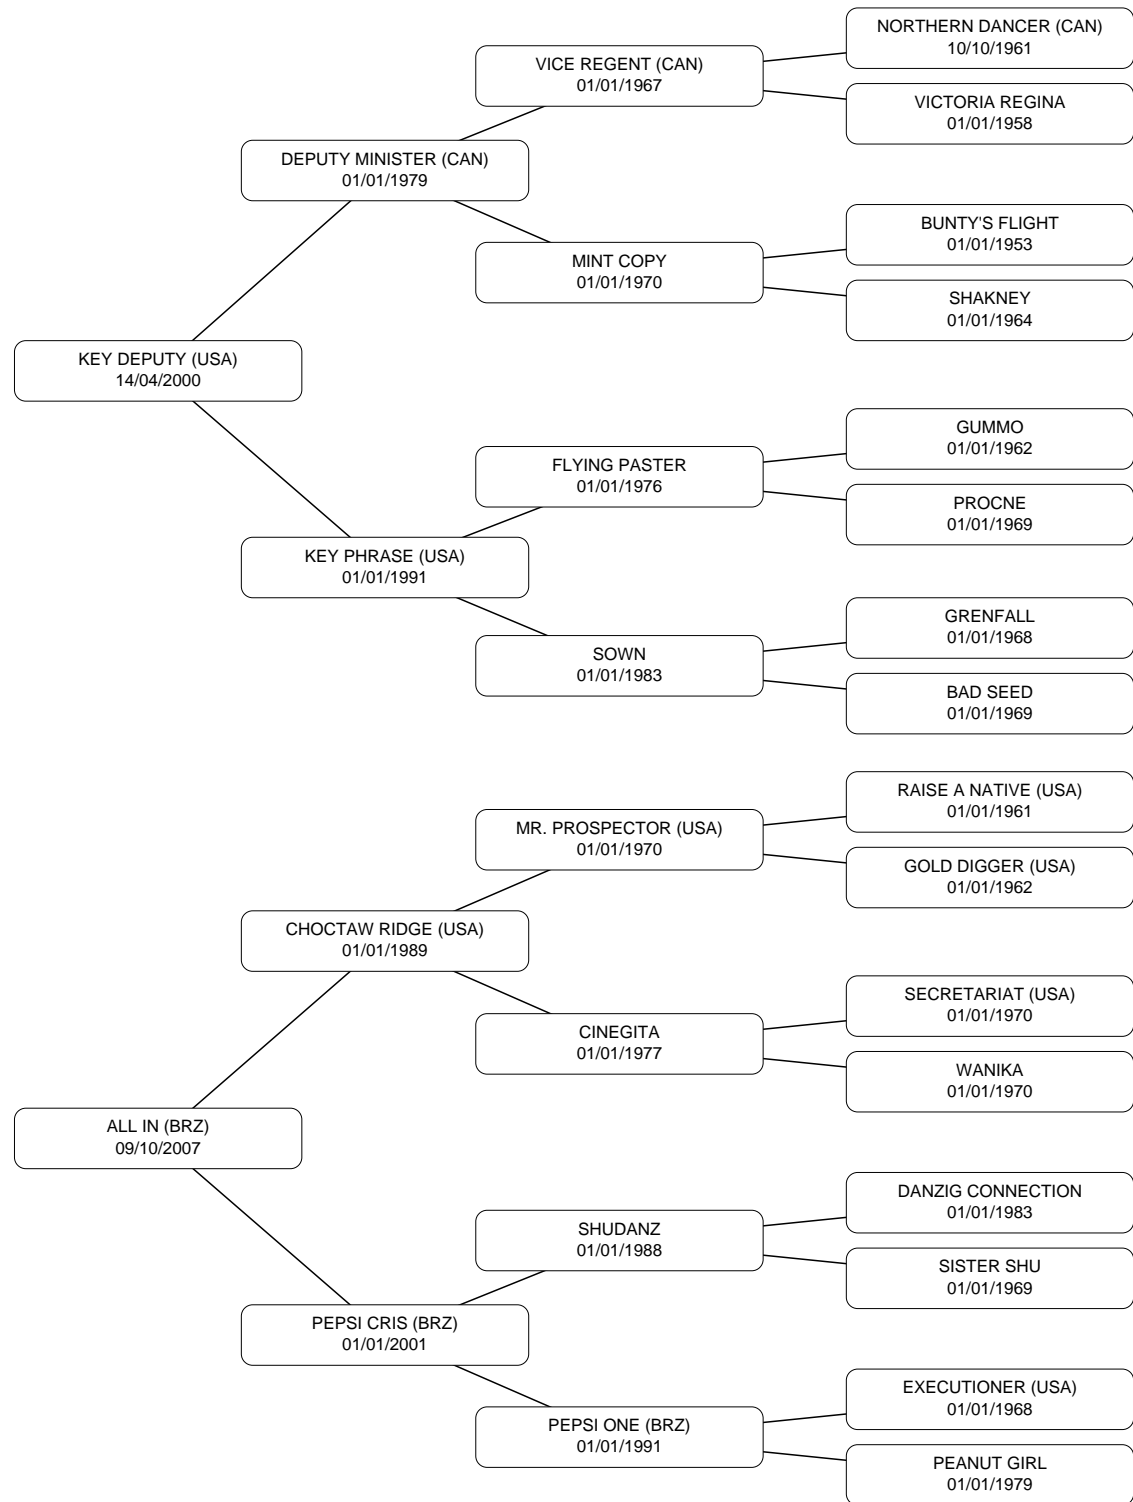 NORTHERN DANCER (CAN)
10/10/1961
VICE REGENT (CAN)
01/01/1967
VICTORIA REGINA
01/01/1958
DEPUTY MINISTER (CAN)
01/01/1979
BUNTY'S FLIGHT
01/01/1953
MINT COPY
01/01/1970
SHAKNEY
01/01/1964
KEY DEPUTY (USA)
14/04/2000
GUMMO
01/01/1962
FLYING PASTER
01/01/1976
PROCNE
01/01/1969
KEY PHRASE (USA)
01/01/1991
GRENFALL
01/01/1968
SOWN
01/01/1983
BAD SEED
01/01/1969
RAISE A NATIVE (USA)
01/01/1961
MR. PROSPECTOR (USA)
01/01/1970
GOLD DIGGER (USA)
01/01/1962
CHOCTAW RIDGE (USA)
01/01/1989
SECRETARIAT (USA)
01/01/1970
CINEGITA
01/01/1977
WANIKA
01/01/1970
ALL IN (BRZ)
09/10/2007
DANZIG CONNECTION
01/01/1983
SHUDANZ
01/01/1988
SISTER SHU
01/01/1969
PEPSI CRIS (BRZ)
01/01/2001
EXECUTIONER (USA)
01/01/1968
PEPSI ONE (BRZ)
01/01/1991
PEANUT GIRL
01/01/1979